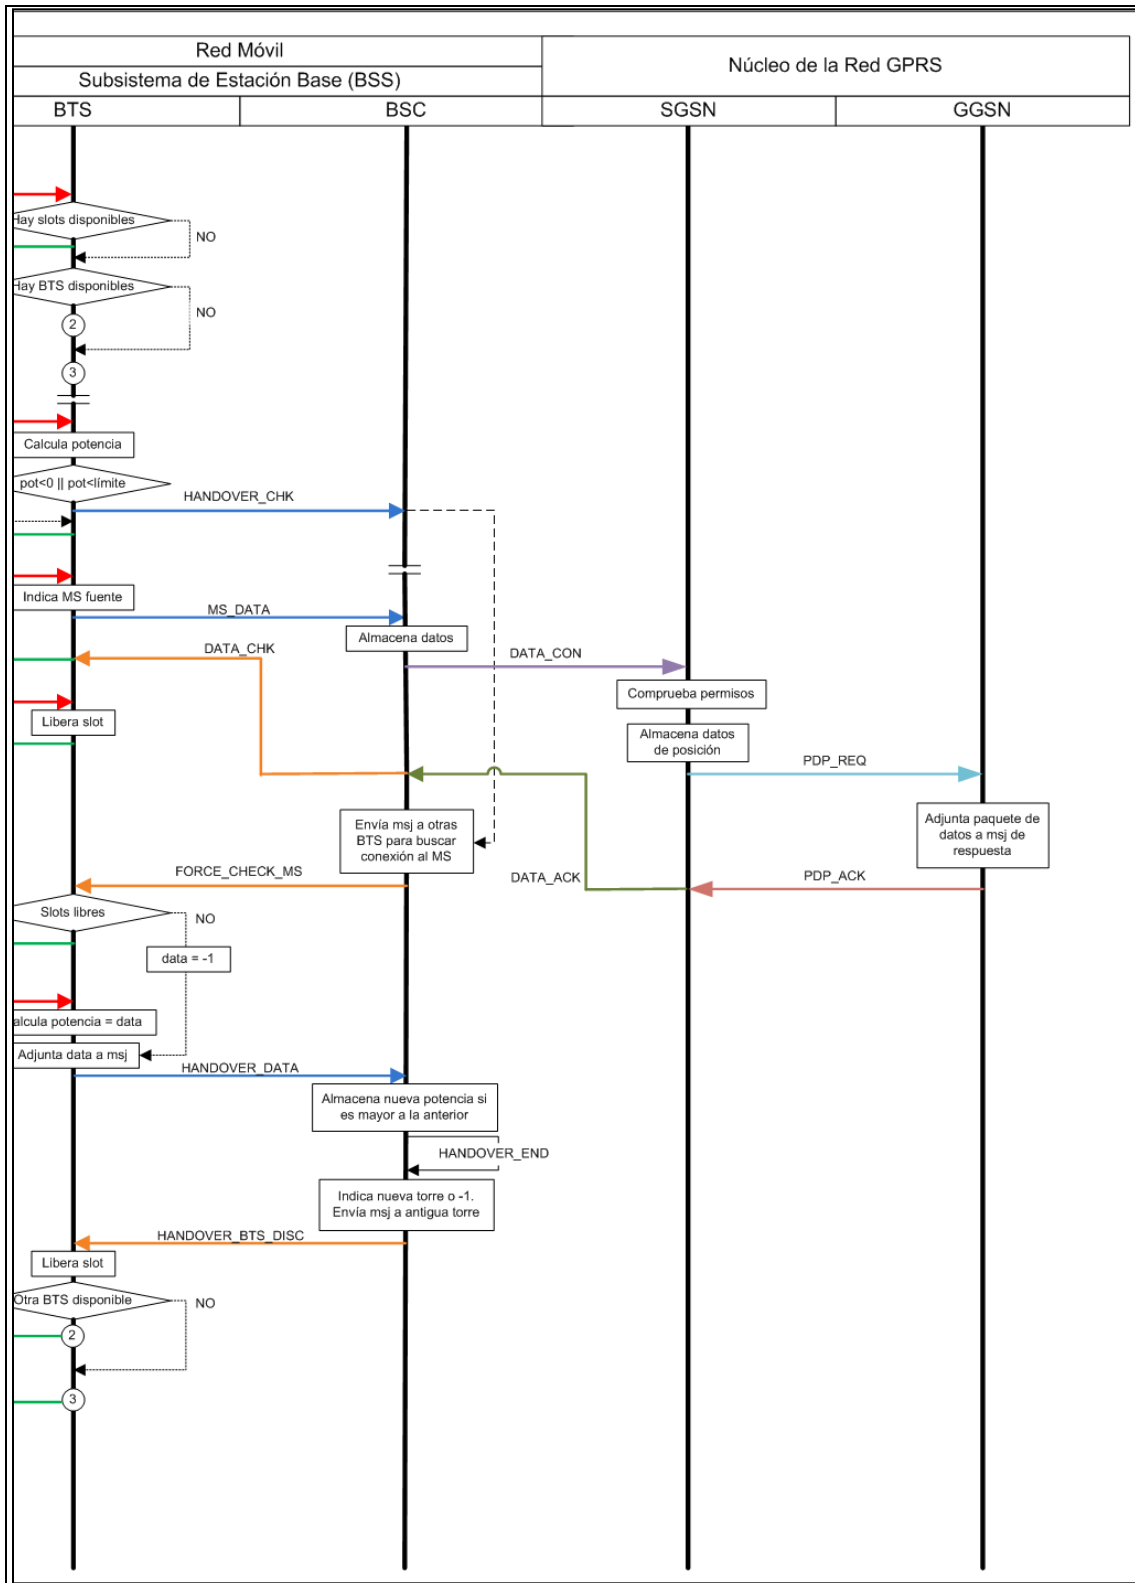 Red Móvil
Subsistema de Estación Base (BSS)
Núcleo de la Red GPRS
BTS
BSC
SGSN
GGSN
Hay slots disponibles
NO
Hay BTS disponibles
NO
2
3
Calcula potencia
pot<0 || pot<límite
HANDOVER_CHK
Indica MS fuente
MS_DATA
Almacena datos
DATA_CHK
DATA_CON
Comprueba permisos
Libera slot
Almacena datos
de posición
PDP_REQ
Envía msj a otras
BTS para buscar
conexión al MS
Adjunta paquete de
datos a msj de
respuesta
FORCE_CHECK_MS
DATA_ACK
PDP_ACK
Slots libres
NO
data = -1
alcula potencia = data
Adjunta data a msj
HANDOVER_DATA
Almacena nueva potencia si
es mayor a la anterior
HANDOVER_END
Indica nueva torre o -1.
Envía msj a antigua torre
HANDOVER_BTS_DISC
Libera slot
Otra BTS disponible
NO
2
3